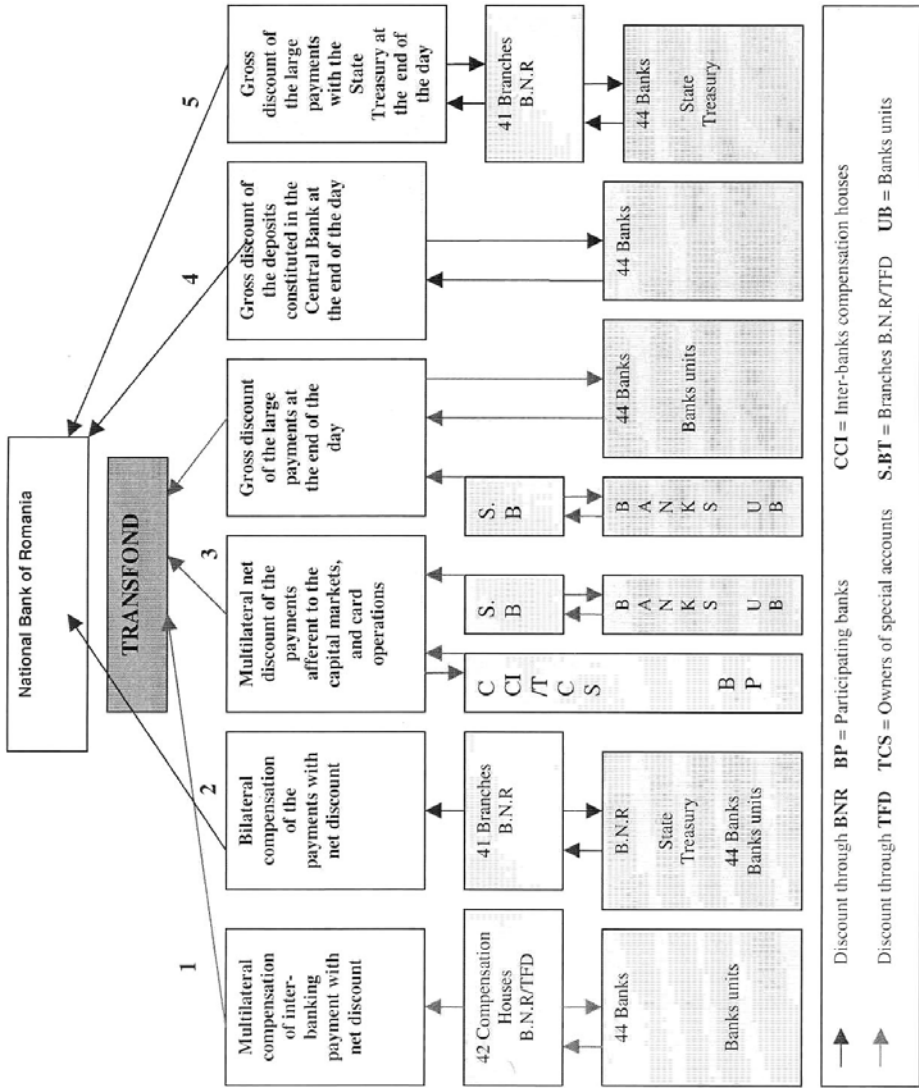 National Bank of Romania
TRANSFOND
1
2
3
4
5
Multilateral
compensation
of inter-
banking
payment with
net discount
Bilateral
compensation
of the
payments with
net discount
Multilateral net
discount of the
payments
afferent to the
capital markets,
and card
operations
Gross discount
of the large
payments at
the end of the
day
Gross discount of
the deposits
constituted in the
Central Bank at
the end of the day
Gross
discount of
the large
payments
with the
State
Treasury at
the end of
the day
42 Compensation
Houses
B.N.R/TFD
41 Branches
B.N.R
C
CI
/T
C
S
B
P
S.
B
S.
B
41 Branches
B.N.R
44 Banks
Banks units
B.N.R
State
Treasury
44 Banks
Banks units
B
A
N
K
S
U
B
B
A
N
K
S
U
B
44 Banks
Banks units
44 Banks
44 Banks
State
Treasury
Discount through BNR BP = Participating banks CCI = Inter-banks compensation houses
Discount through TFD TCS = Owners of special accounts S.BT = Branches B.N.R/TFD UB = Banks units